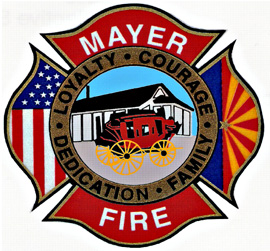 MAYER
LOYALTY • COURAGE
DEDICATION • FAMILY
FIRE